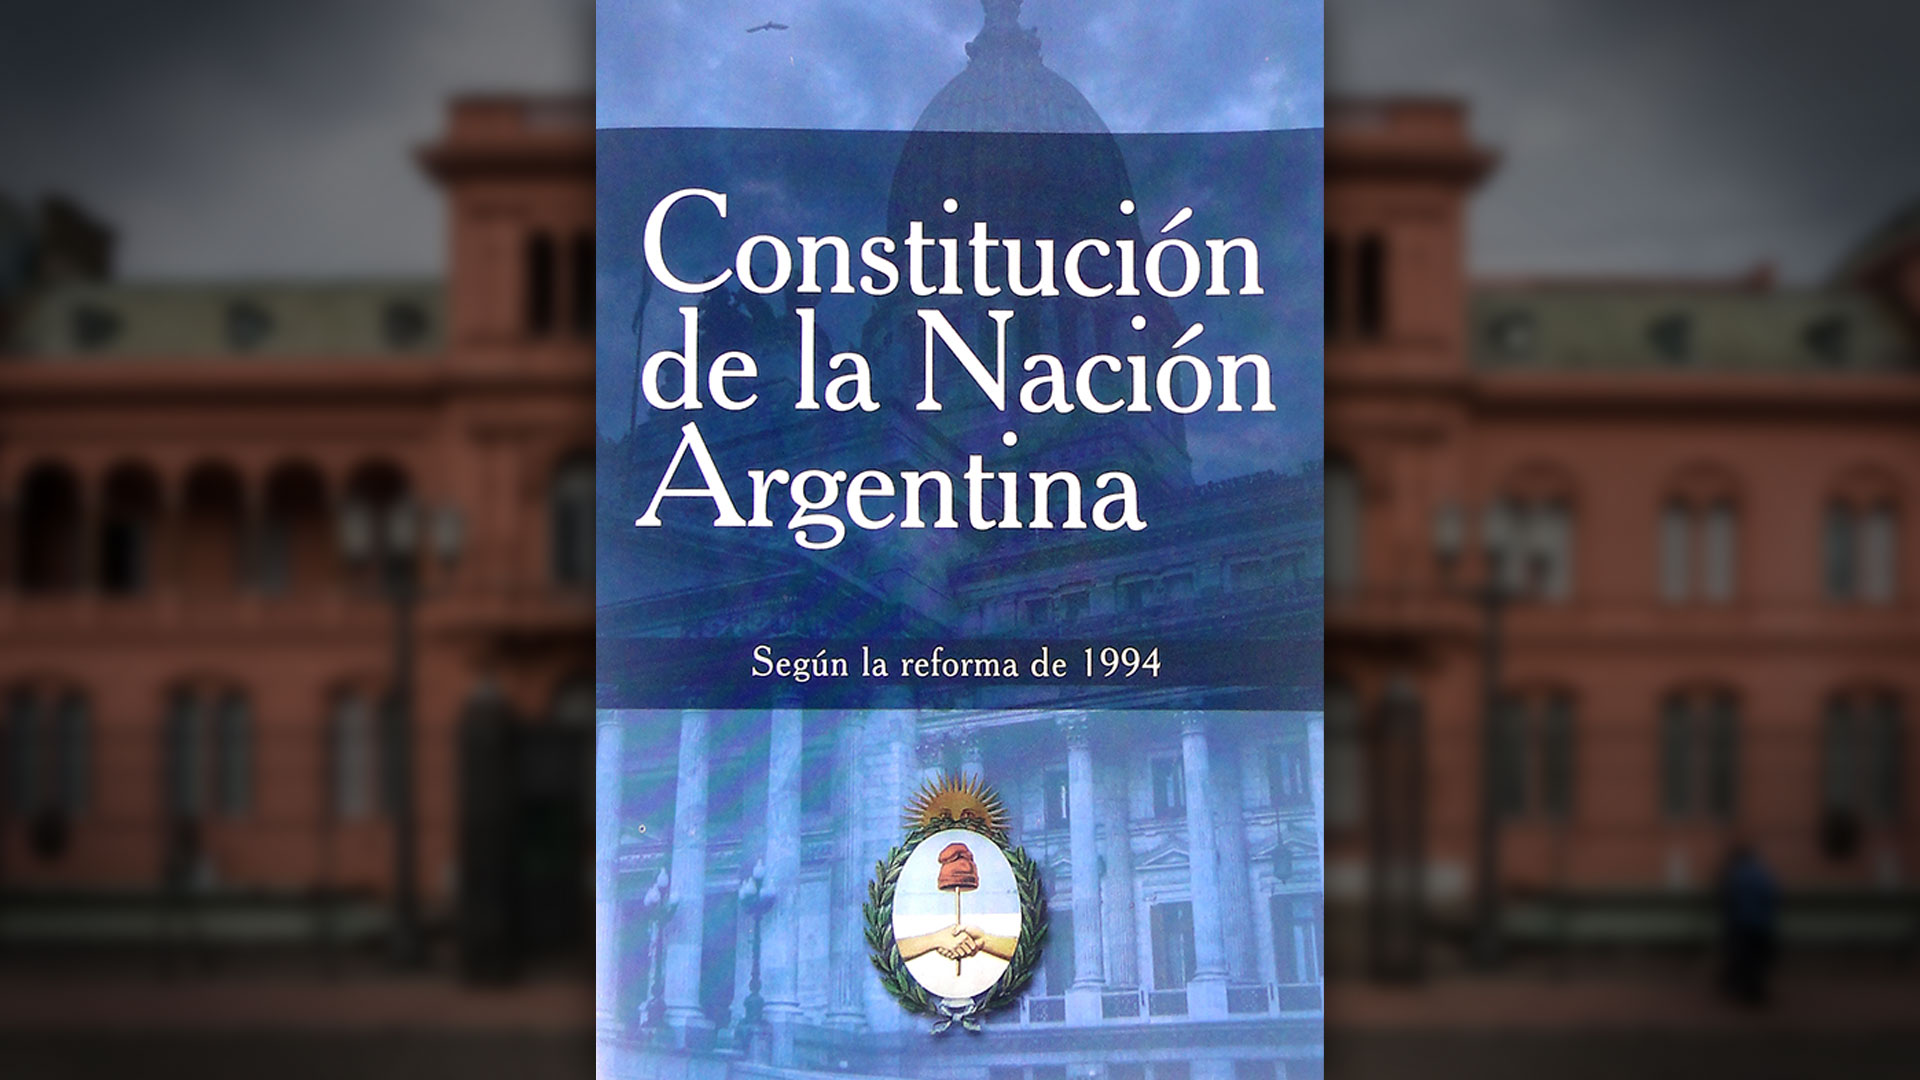 Constitución
de la Nación
Argentina
Según la reforma de 1994